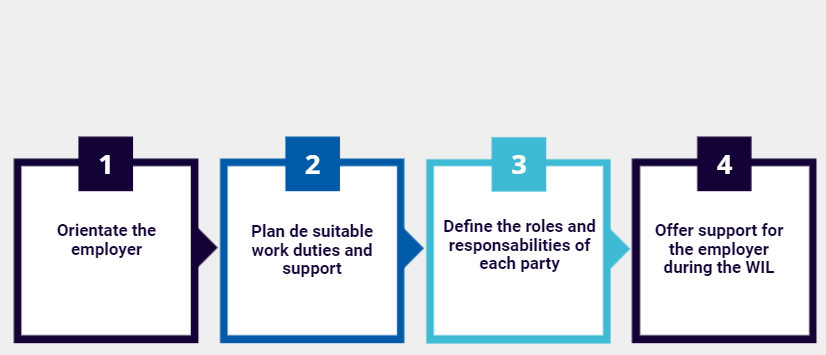 1
Orientate the
employer
2
Plan de suitable
work duties and
support
3
Define the roles and
responsabilities of
each party
4
Offer support for
the employer
during the WIL